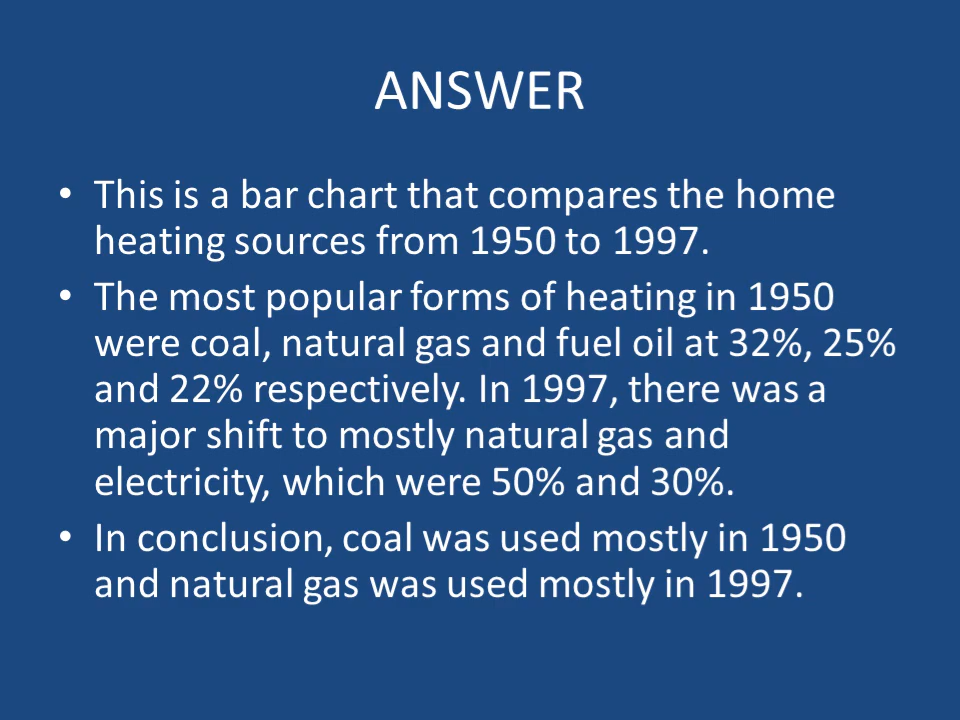 ANSWER
• This is a bar chart that compares the home
heating sources from 1950 to 1997.
• The most popular forms of heating in 1950
were coal, natural gas and fuel oil at 32%, 25%
and 22% respectively. In 1997, there was a
major shift to mostly natural gas and
electricity, which were 50% and 30%.
• In conclusion, coal was used mostly in 1950
and natural gas was used mostly in 1997.